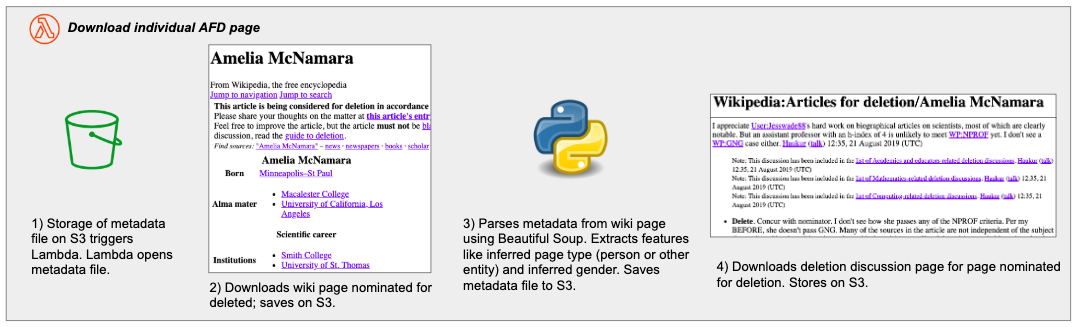 Download individual AFD page
1) Storage of metadata
file on S3 triggers
Lambda. Lambda opens
metadata file.
Amelia McNamara
From Wikipedia, the free encyclopedia
Jump to navigation Jump to search
This article is being considered for deletion in accordance
Please share your thoughts on the matter at this article's entr
Feel free to improve the article, but the article must not be bl
discussion, read the guide to deletion.
Find sources: "Amelia McNamara" – news · newspapers · books · scholar
Amelia McNamara
Born Minneapolis–St Paul
Alma mater
• Macalester College
• University of California, Los
Angeles
Scientific career
Institutions
• Smith College
• University of St. Thomas
2) Downloads wiki page nominated for
deleted; saves on S3.
3) Parses metadata from wiki page
using Beautiful Soup. Extracts features
like inferred page type (person or other
entity) and inferred gender. Saves
metadata file to S3.
Wikipedia:Articles for deletion/Amelia McNamara
I appreciate User:Jesswade88's hard work on biographical articles on scientists, most of which are clearly
notable. But an assistant professor with an h-index of 4 is unlikely to meet WP:NPROF yet. I don't see a
WP:GNG case either. Haukur (talk) 12:35, 21 August 2019 (UTC)
Note: This discussion has been included in the list of Academics and educators-related deletion discussions. Haukur (talk)
12:35, 21 August 2019 (UTC)
Note: This discussion has been included in the list of Mathematics-related deletion discussions. Haukur (talk) 12:35, 21
August 2019 (UTC)
Note: This discussion has been included in the list of Computing-related deletion discussions. Haukur (talk) 12:35, 21
August 2019 (UTC)
• Delete. Concur with nominator. I don't see how she passes any of the NPROF criteria. Per my
BEFORE, she doesn't pass GNG. Many of the sources in the article are not independent of the subject
4) Downloads deletion discussion page for page nominated
for deletion. Stores on S3.